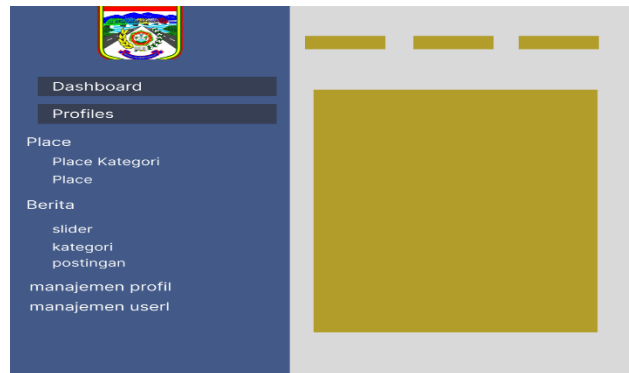 Dashboard
Profiles
Place
Place Kategori
Place
Berita
slider
kategori
postingan
manajemen profil
manajemen userl